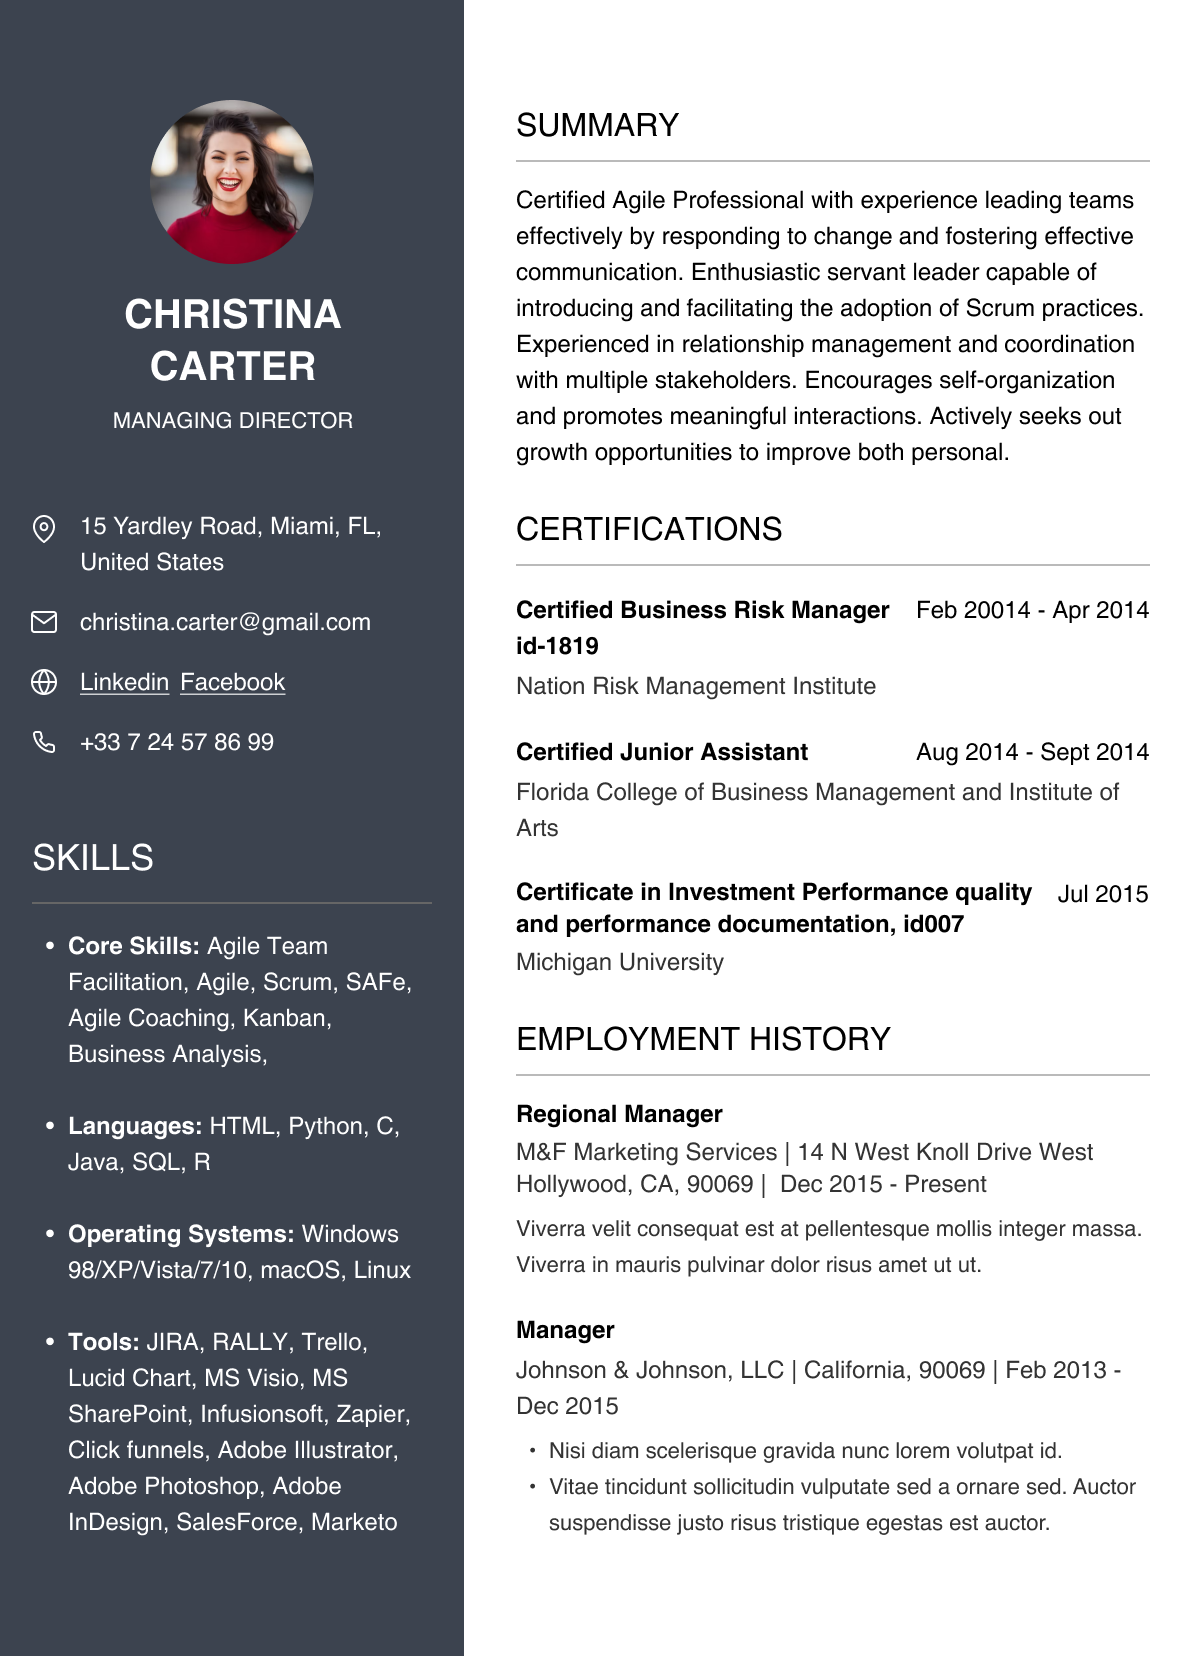 CHRISTINA
CARTER
MANAGING DIRECTOR
15 Yardley Road, Miami, FL,
United States
christina.carter@gmail.com
Linkedin Facebook
+33 7 24 57 86 99
SKILLS
• Core Skills: Agile Team
Facilitation, Agile, Scrum, SAFe,
Agile Coaching, Kanban,
Business Analysis,
• Languages: HTML, Python, C,
Java, SQL, R
• Operating Systems: Windows
98/XP/Vista/7/10, macOS, Linux
• Tools: JIRA, RALLY, Trello,
Lucid Chart, MS Visio, MS
SharePoint, Infusionsoft, Zapier,
Click funnels, Adobe Illustrator,
Adobe Photoshop, Adobe
InDesign, SalesForce, Marketo
SUMMARY
Certified Agile Professional with experience leading teams
effectively by responding to change and fostering effective
communication. Enthusiastic servant leader capable of
introducing and facilitating the adoption of Scrum practices.
Experienced in relationship management and coordination
with multiple stakeholders. Encourages self-organization
and promotes meaningful interactions. Actively seeks out
growth opportunities to improve both personal.
CERTIFICATIONS
Certified Business Risk Manager Feb 20014 - Apr 2014
id-1819
Nation Risk Management Institute
Certified Junior Assistant Aug 2014 - Sept 2014
Florida College of Business Management and Institute of
Arts
Certificate in Investment Performance quality Jul 2015
and performance documentation, id007
Michigan University
EMPLOYMENT HISTORY
Regional Manager
M&F Marketing Services | 14 N West Knoll Drive West
Hollywood, CA, 90069 | Dec 2015 - Present
Viverra velit consequat est at pellentesque mollis integer massa.
Viverra in mauris pulvinar dolor risus amet ut ut.
Manager
Johnson & Johnson, LLC | California, 90069 | Feb 2013 -
Dec 2015
• Nisi diam scelerisque gravida nunc lorem volutpat id.
• Vitae tincidunt sollicitudin vulputate sed a ornare sed. Auctor
suspendisse justo risus tristique egestas est auctor.